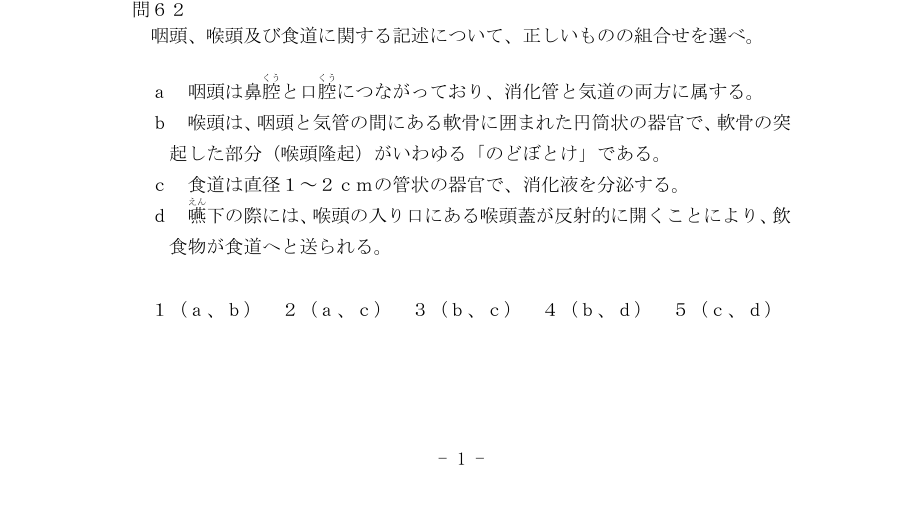 問６２
咽頭、喉頭及び食道に関する記述について、正しいものの組合せを選べ。
ａ　咽頭は鼻腔（くう）と口腔（くう）につながっており、消化管と気道の両方に属する。
ｂ　喉頭は、咽頭と気管の間にある軟骨に囲まれた円筒状の器官で、軟骨の突
起した部分（喉頭隆起）がいわゆる「のどぼとけ」である。
ｃ　食道は直径１～２ｃｍの管状の器官で、消化液を分泌する。
ｄ　嚥（えん）下の際には、喉頭の入り口にある喉頭蓋が反射的に開くことにより、飲
食物が食道へと送られる。
１（ａ、ｂ）　２（ａ、ｃ）　３（ｂ、ｃ）　４（ｂ、ｄ）　５（ｃ、ｄ）
- 1 -